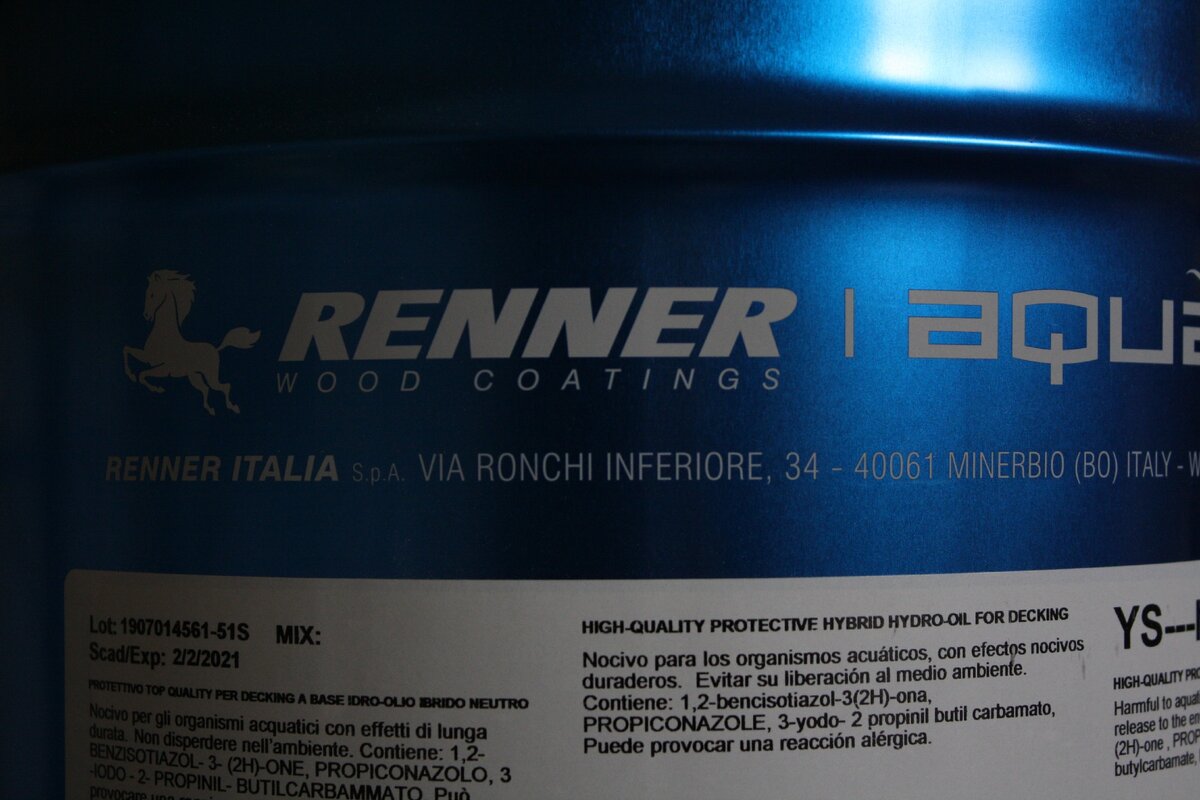 RENNER | aqua
WOOD COATINGS
RENNER ITALIA S.p.A. VIA RONCHI INFERIORE, 34 - 40061 MINERBIO (BO) ITALY -
Lot: 1907014561-51S MIX:
Scad/Exp: 2/2/2021
PROTETTIVO TOP QUALITY PER DECKING A BASE IDRO-OLIO IBRIDO NEUTRO
Nocivo per gli organismi acquatici con effetti di lunga
durata. Non disperdere nell'ambiente. Contiene: 1,2-
BENZISOTIAZOL- 3- (2H)-ONE, PROPICONAZOLO, 3
-IODO - 2- PROPINIL- BUTILCARBAMMATO. Può
provocare una
HIGH-QUALITY PROTECTIVE HYBRID HYDRO-OIL FOR DECKING
Nocivo para los organismos acuáticos, con efectos nocivos
duraderos. Evitar su liberación al medio ambiente.
Contiene: 1,2-bencisotiazol-3(2H)-ona,
PROPICONAZOLE, 3-yodo- 2 propinil butil carbamato,
Puede provocar una reacción alérgica.
YS---
HIGH-QUALITY
Harmful to
release to the
(2H)-one ,
butylcarbamate,